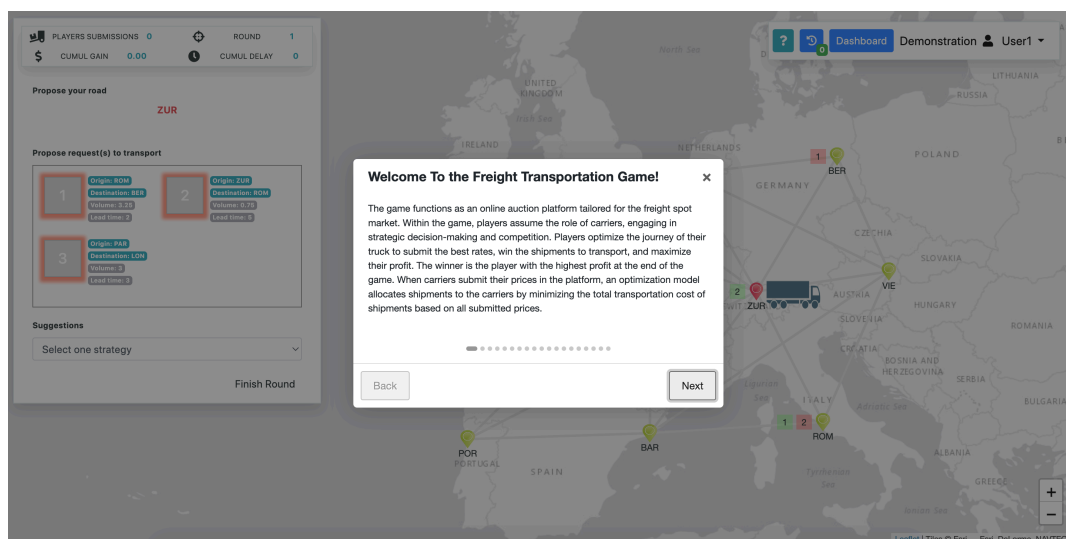 PLAYERS SUBMISSIONS 0 ROUND 1
$ CUMUL GAIN 0.00 CUMUL DELAY 0
Propose your road
ZUR
Propose request(s) to transport
1
Origin: ROM
Destination: BER
Volume: 3.25
Lead time: 2
2
Origin: ZUR
Destination: ROM
Volume: 0.75
Lead time: 5
3
Origin: PAR
Destination: LON
Volume: 3
Lead time: 3
Suggestions
Select one strategy
Finish Round
? 0 Dashboard Demonstration User1
Welcome To the Freight Transportation Game! ×
The game functions as an online auction platform tailored for the freight spot
market. Within the game, players assume the role of carriers, engaging in
strategic decision-making and competition. Players optimize the journey of their
truck to submit the best rates, win the shipments to transport, and maximize
their profit. The winner is the player with the highest profit at the end of the
game. When carriers submit their prices in the platform, an optimization model
allocates shipments to the carriers by minimizing the total transportation cost of
shipments based on all submitted prices.
Back Next
North Sea
UNITED
KINGDOM
LITHUANIA
RUSSIA
Irish Sea
IRELAND
NETHERLANDS
POLAND
1
BER
GERMANY
CZECHIA
SLOVAKIA
VIE
2
ZUR
AUSTRIA
HUNGARY
SLOVENIA
ROMANIA
CROATIA
BOSNIA AND
HERZEGOVINA
SERBIA
Ligurian
Sea
ITALY
Adriatic Sea
BULGARIA
1 2
ROM
POR
PORTUGAL
SPAIN
BAR
ALBANIA
Tyrrhenian
Sea
GREECE
Ionian Sea
+
−